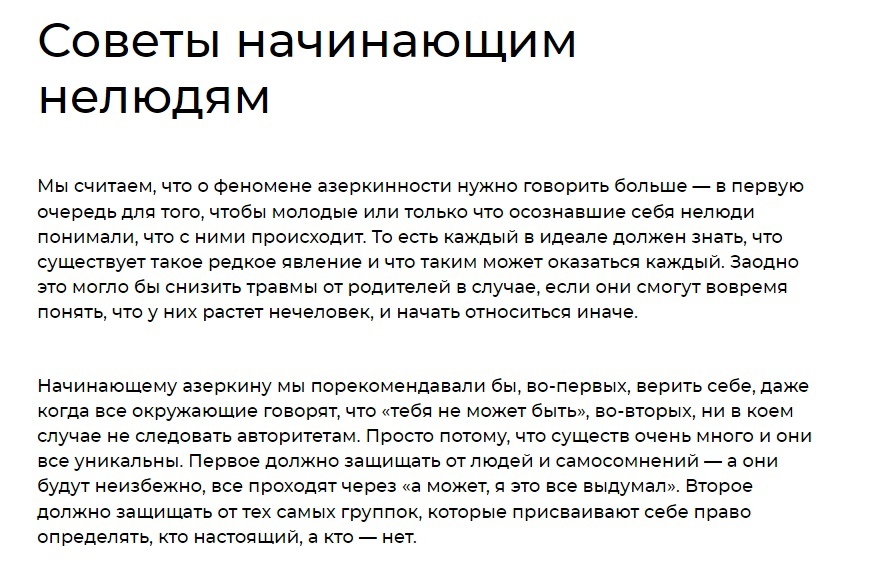 Советы начинающим
нелюдям
Мы считаем, что о феномене азеркинности нужно говорить больше — в первую
очередь для того, чтобы молодые или только что осознавшие себя нелюди
понимали, что с ними происходит. То есть каждый в идеале должен знать, что
существует такое редкое явление и что таким может оказаться каждый. Заодно
это могло бы снизить травмы от родителей в случае, если они смогут вовремя
понять, что у них растет нечеловек, и начать относиться иначе.
Начинающему азеркину мы порекомендавали бы, во-первых, верить себе, даже
когда все окружающие говорят, что «тебя не может быть», во-вторых, ни в коем
случае не следовать авторитетам. Просто потому, что существ очень много и они
все уникальны. Первое должно защищать от людей и самосомнений — а они
будут неизбежно, все проходят через «а может, я это все выдумал». Второе
должно защищать от тех самых группок, которые присваивают себе право
определять, кто настоящий, а кто — нет.